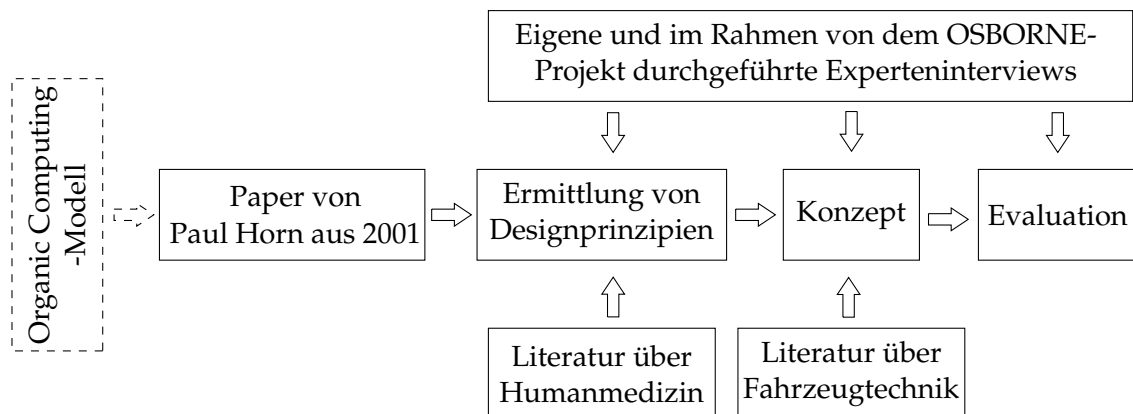 Eigene und im Rahmen von dem OSBORNE-
Projekt durchgeführte Experteninterviews
Organic Computing
-Modell
Paper von
Paul Horn aus 2001
Ermittlung von
Designprinzipien
Konzept
Evaluation
Literatur über
Humanmedizin
Literatur über
Fahrzeugtechnik